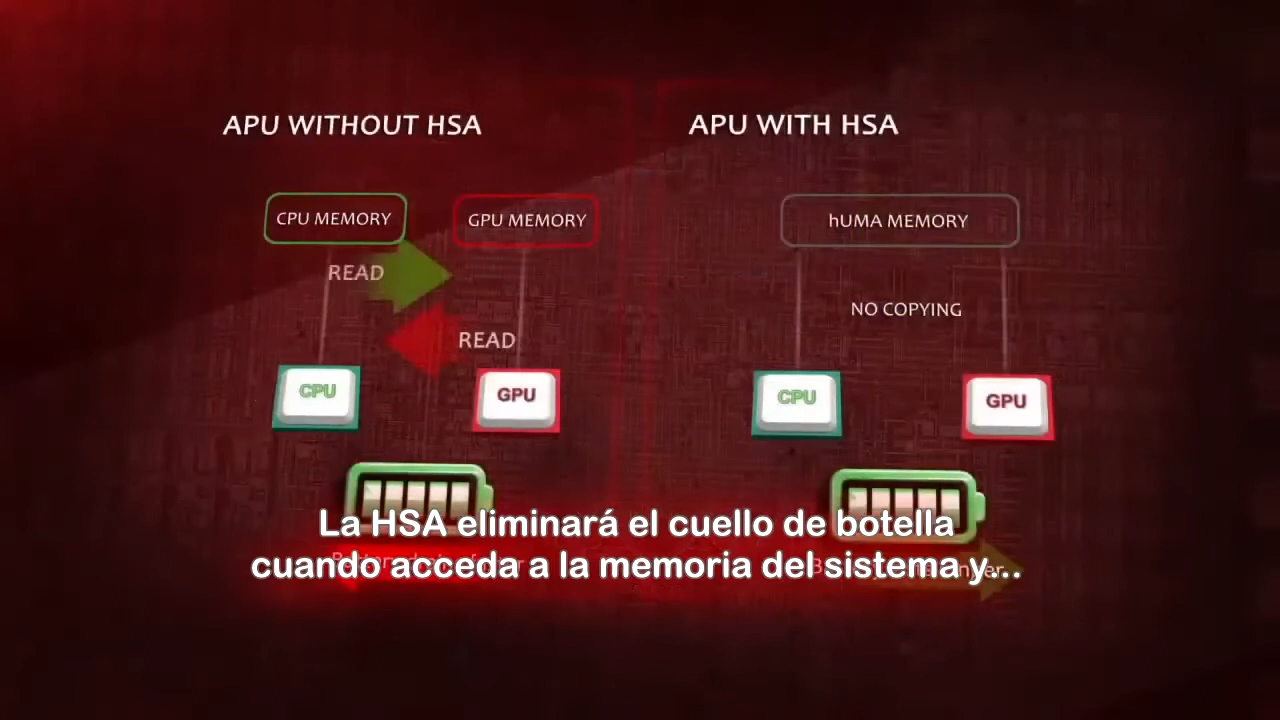 APU WITHOUT HSA
APU WITH HSA
CPU MEMORY
GPU MEMORY
hUMA MEMORY
READ
NO COPYING
READ
CPU
GPU
CPU
GPU
La HSA eliminará el cuello de botella
cuando acceda a la memoria del sistema y...